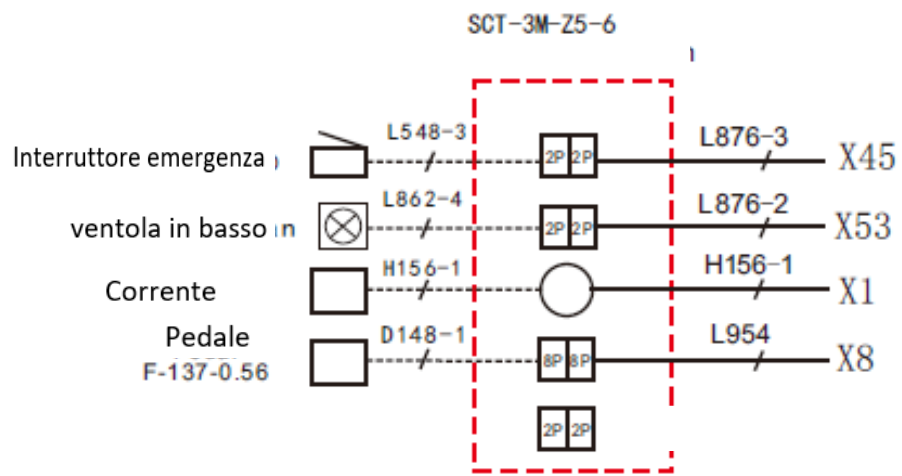 SCT-3M-Z5-6
Interruttore emergenza L548-3 2P 2P L876-3 X45
ventola in basso L862-4 2P 2P L876-2 X53
Corrente H156-1 H156-1 X1
Pedale D148-1 8P 8P L954 X8
F-137-0.56
2P 2P